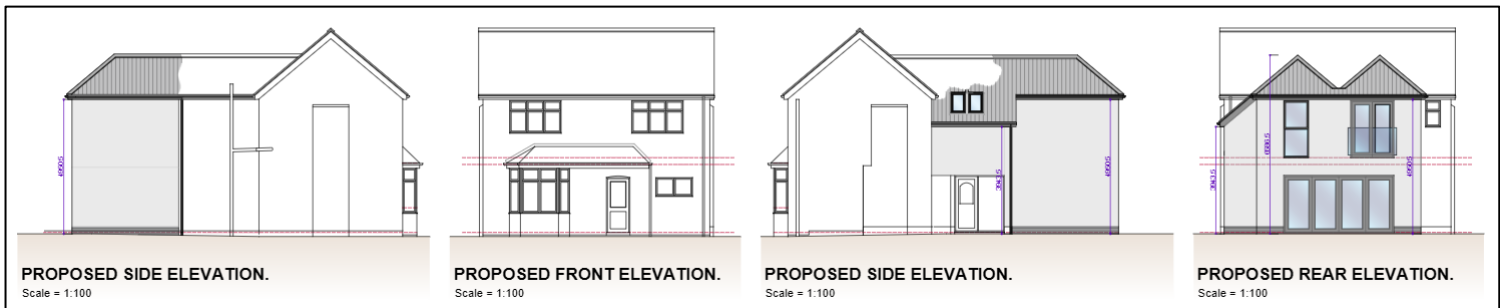 PROPOSED SIDE ELEVATION.
Scale = 1:100
PROPOSED FRONT ELEVATION.
Scale = 1:100
PROPOSED SIDE ELEVATION.
Scale = 1:100
PROPOSED REAR ELEVATION.
Scale = 1:100